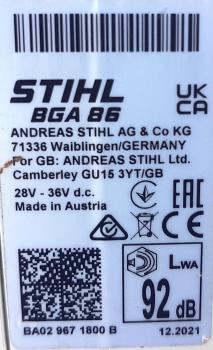 STIHL
BGA 86
UK
CA
ANDREAS STIHL AG & Co KG
71336 Waiblingen/GERMANY
For GB: ANDREAS STIHL Ltd.
Camberley GU15 3YT/GB
28V - 36V d.c.
Made in Austria
CE
EAC
LWA
92 dB
BA02 967 1800 B
12.2021